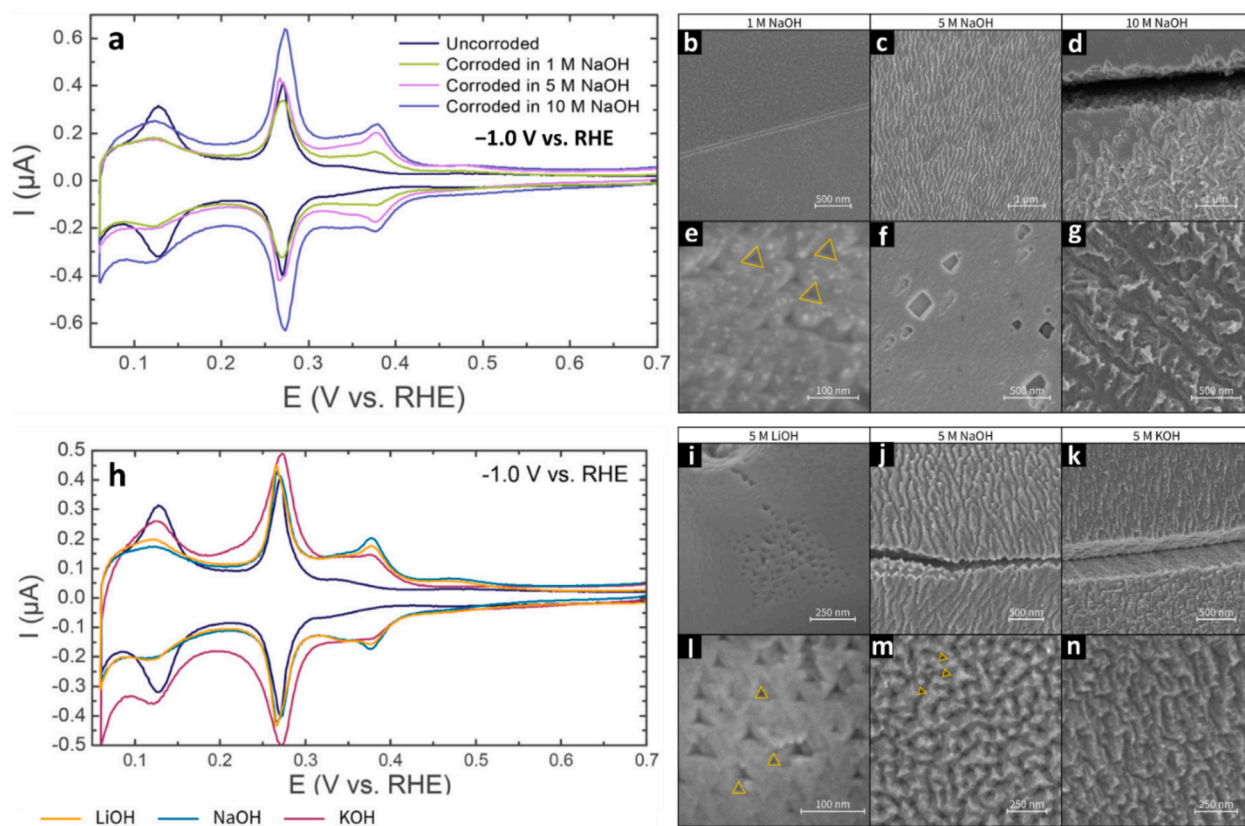 a
Uncorroded
Corroded in 1 M NaOH
Corroded in 5 M NaOH
Corroded in 10 M NaOH
−1.0 V vs. RHE
I (µA)
0.6
0.4
0.2
0.0
-0.2
-0.4
-0.6
0.1 0.2 0.3 0.4 0.5 0.6 0.7
E (V vs. RHE)
1 M NaOH 5 M NaOH 10 M NaOH
b c d
500 nm 1 µm 1 µm
e f g
100 nm 500 nm 500 nm
h
-1.0 V vs. RHE
I (µA)
0.5
0.4
0.3
0.2
0.1
0.0
-0.1
-0.2
-0.3
-0.4
-0.5
0.1 0.2 0.3 0.4 0.5 0.6 0.7
E (V vs. RHE)
LiOH NaOH KOH
5 M LiOH 5 M NaOH 5 M KOH
i j k
250 nm 500 nm 500 nm
l m n
100 nm 250 nm 250 nm